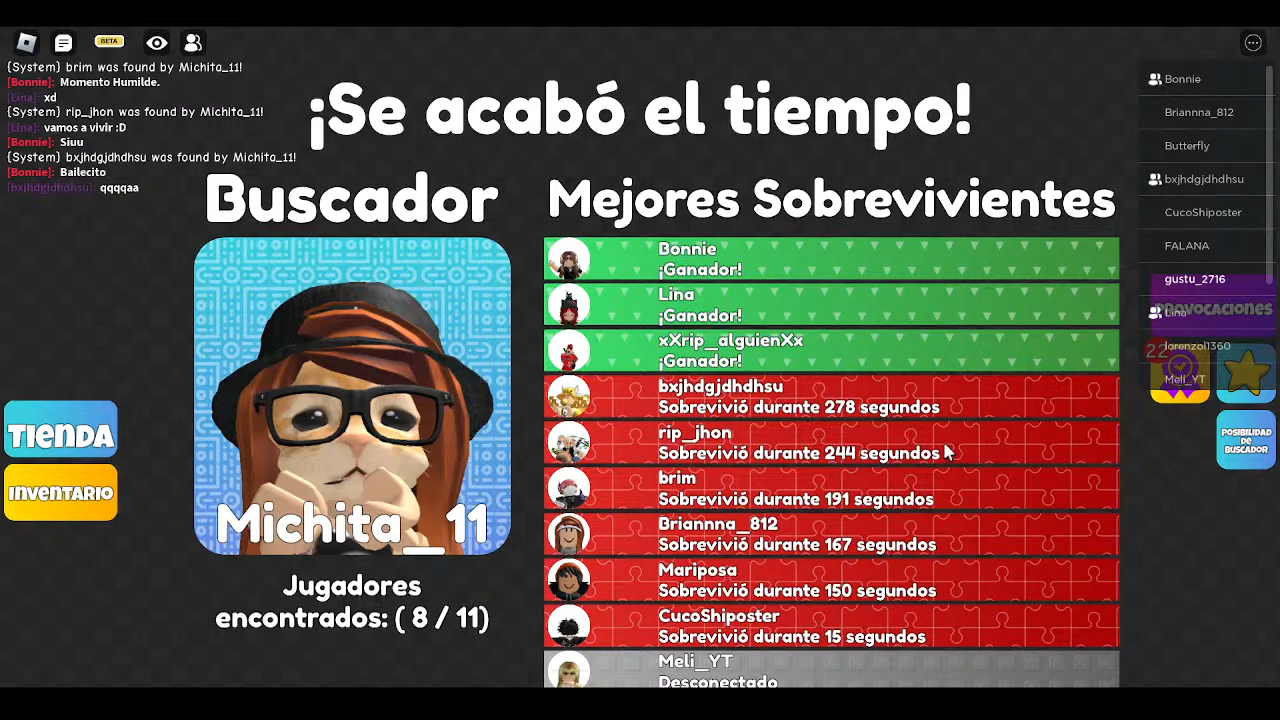 BETA
{System} brim was found by Michita_11!
[Bonnie]: Momento Humilde.
[Lina]: xd
{System} rip_jhon was found by Michita_11!
[Lina]: vamos a vivir :D
[Bonnie]: Siuu
{System} bxjhdgjdhdhsu was found by Michita_11!
[Bonnie]: Bailecito
[bxjhdgjdhdhsu]: qqqqaa
¡Se acabó el tiempo!
Buscador
Michita_11
Jugadores
encontrados: ( 8 / 11)
TIENDA
INVENTARIO
Mejores Sobrevivientes
Bonnie
¡Ganador!
Lina
¡Ganador!
xXrip_alguienXx
¡Ganador!
bxjhdgjdhdhsu
Sobrevivió durante 278 segundos
rip_jhon
Sobrevivió durante 244 segundos
brim
Sobrevivió durante 191 segundos
Briannna_812
Sobrevivió durante 167 segundos
Mariposa
Sobrevivió durante 150 segundos
CucoShiposter
Sobrevivió durante 15 segundos
Meli_YT
Desconectado
Bonnie
Briannna_812
Butterfly
bxjhdgjdhdhsu
CucoShiposter
FALANA
gustu_2716
PROVOCACIONES
Lina
lorenzol1360
22
Meli_YT
POSIBILIDAD
DE
BUSCADOR